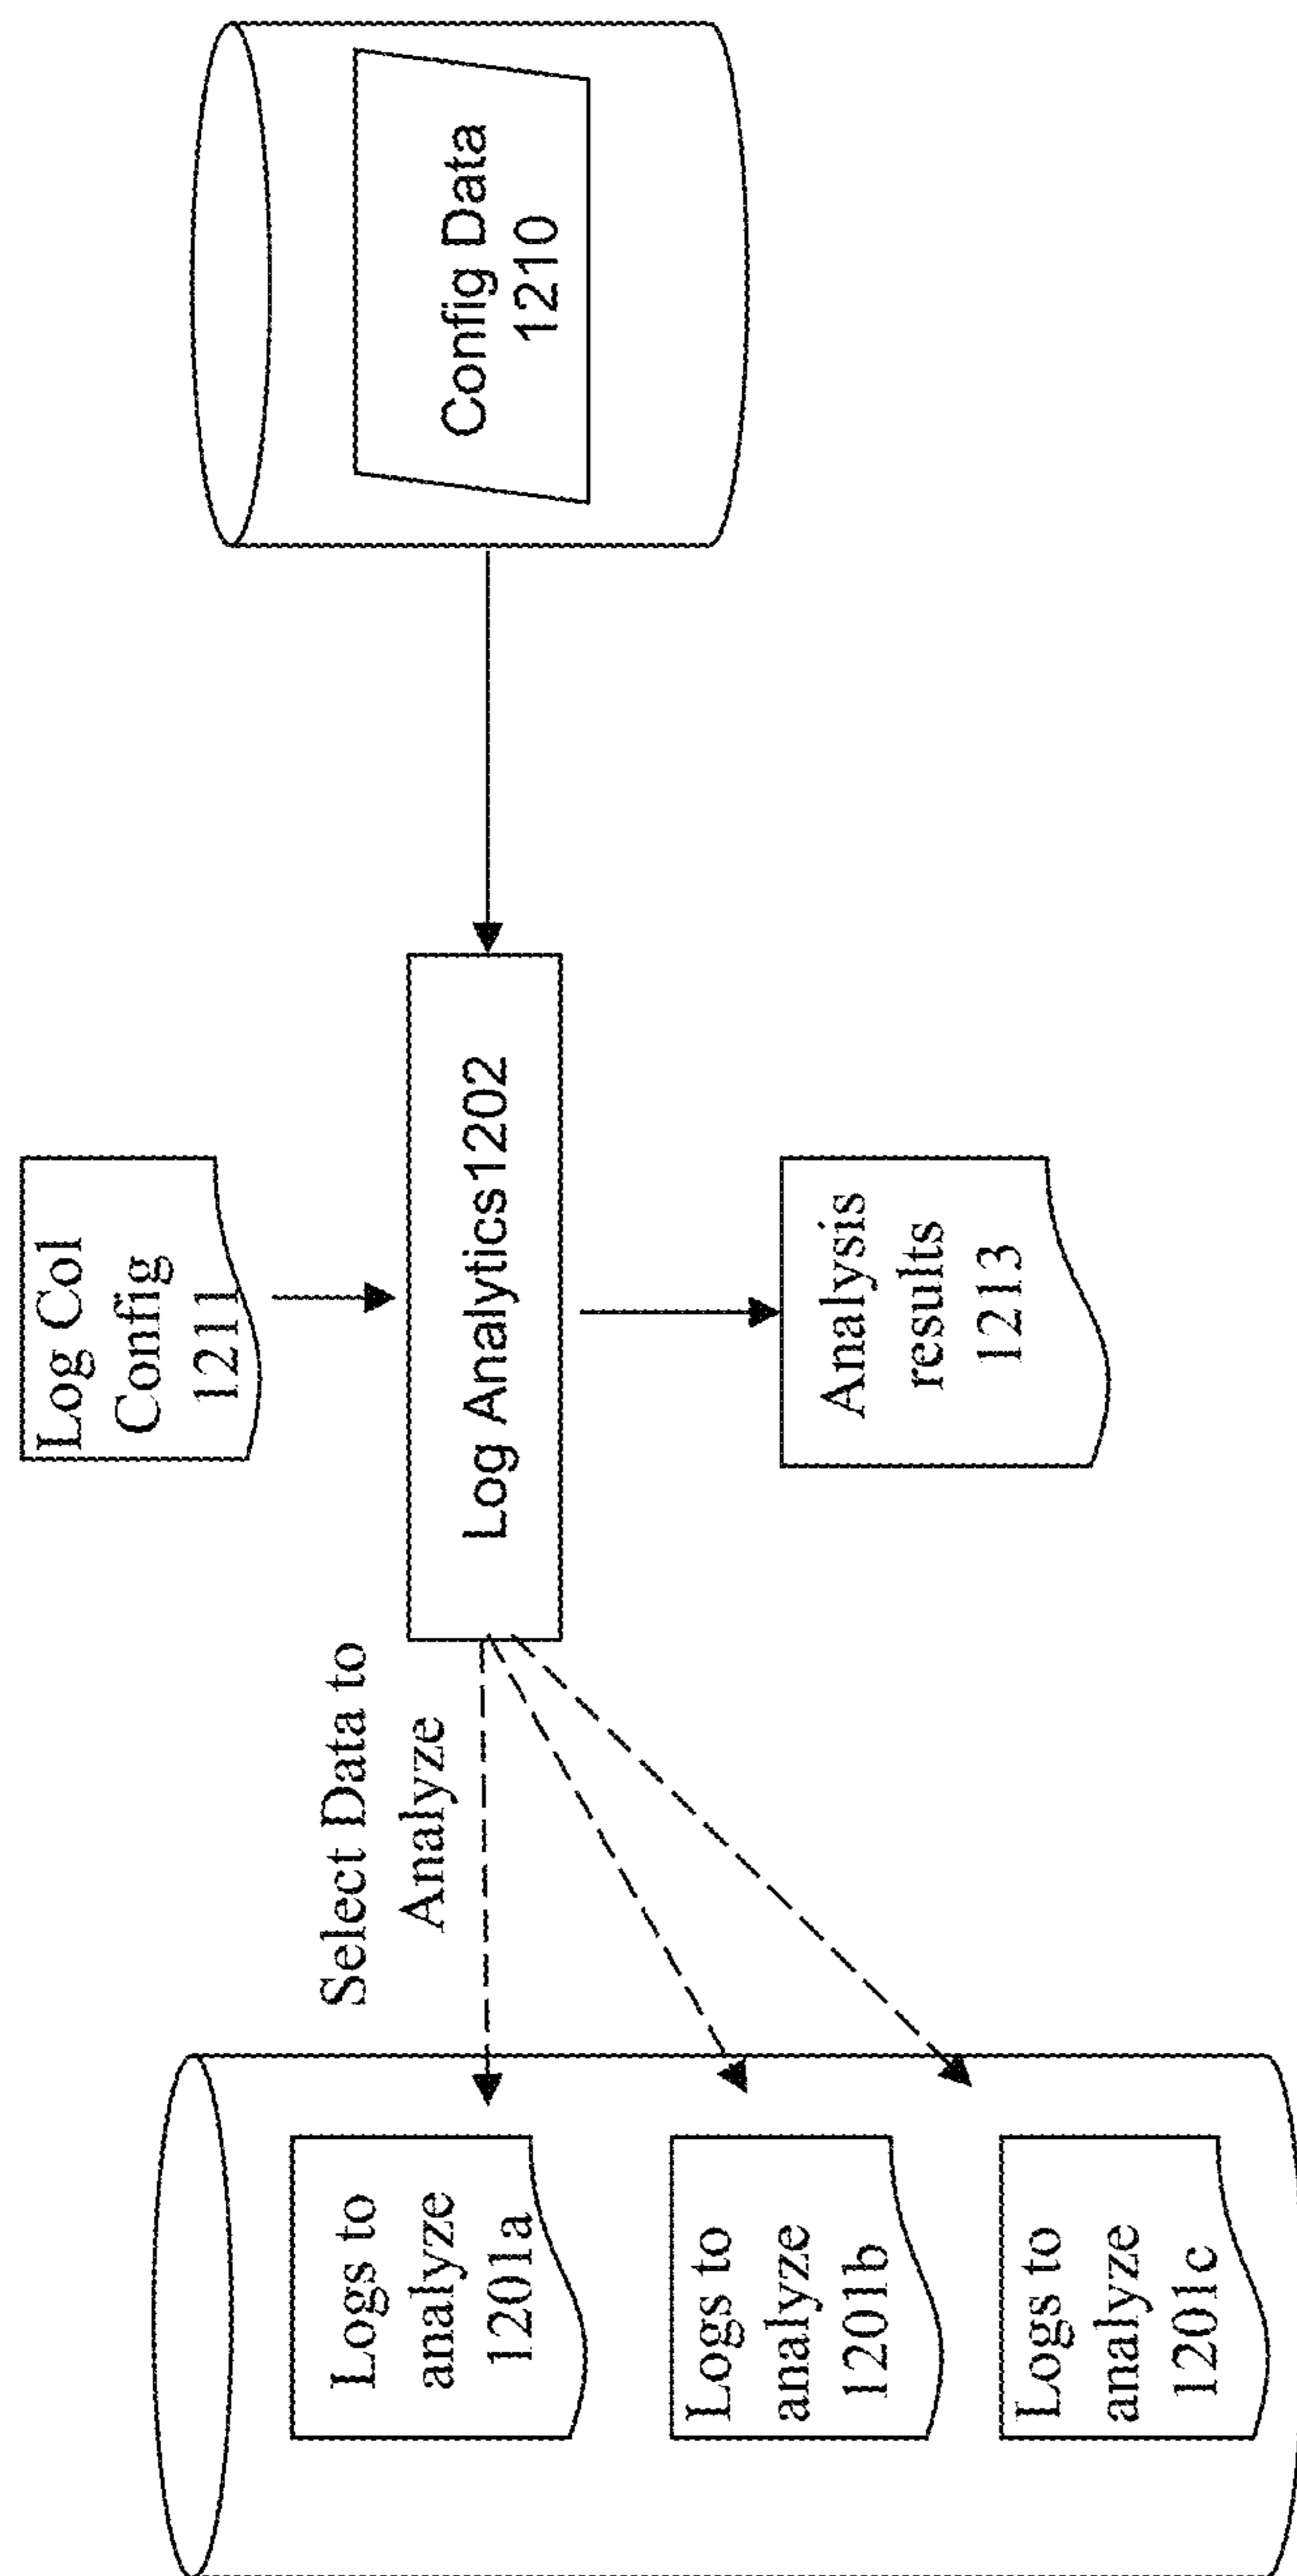 Log Col
Config
1211
Select Data to
Analyze
Logs to
analyze
1201a
Logs to
analyze
1201b
Logs to
analyze
1201c
Log Analytics1202
Config Data
1210
Analysis
results
1213